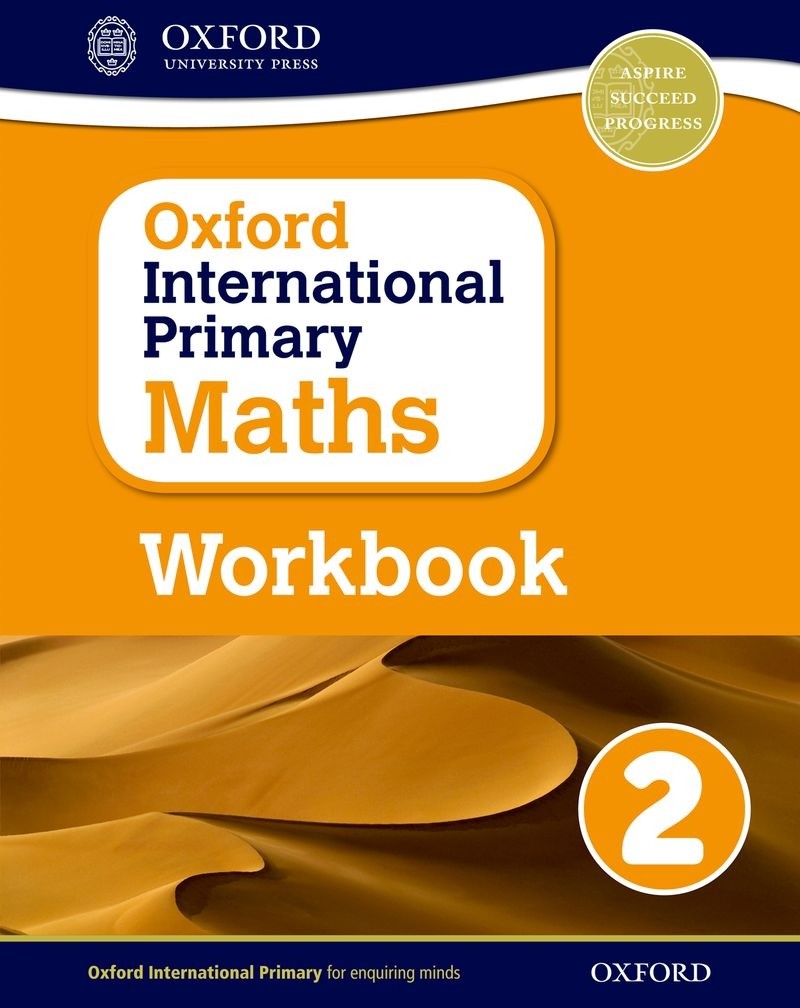 OXFORD
UNIVERSITY PRESS
ASPIRE
SUCCEED
PROGRESS
Oxford
International
Primary
Maths
Workbook
2
Oxford International Primary for enquiring minds
OXFORD